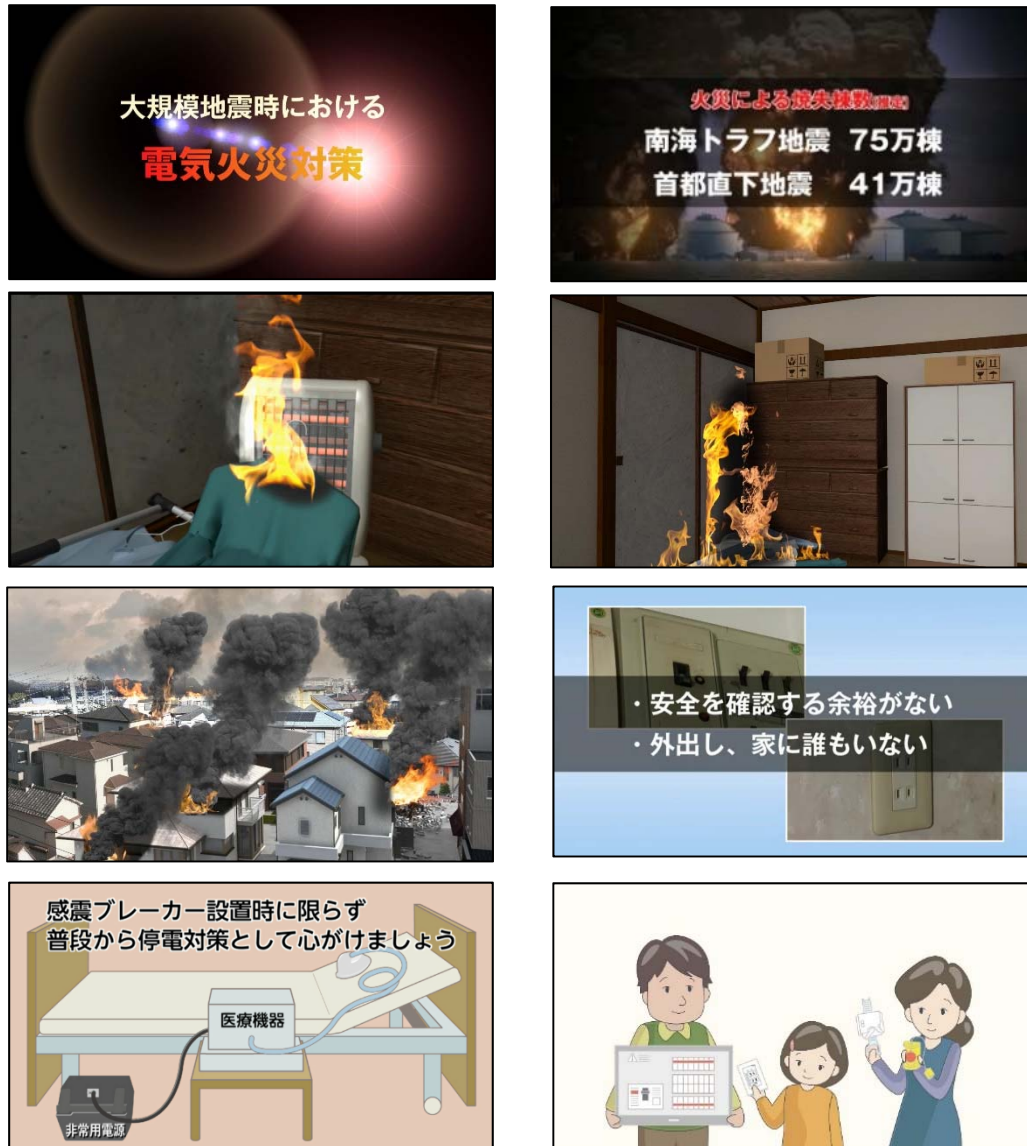 大規模地震時における
電気火災対策
火災による焼失棟数(推定)
南海トラフ地震 75万棟
首都直下地震 41万棟
・安全を確認する余裕がない
・外出し、家に誰もいない
感震ブレーカー設置時に限らず
普段から停電対策として心がけましょう
医療機器
非常用電源